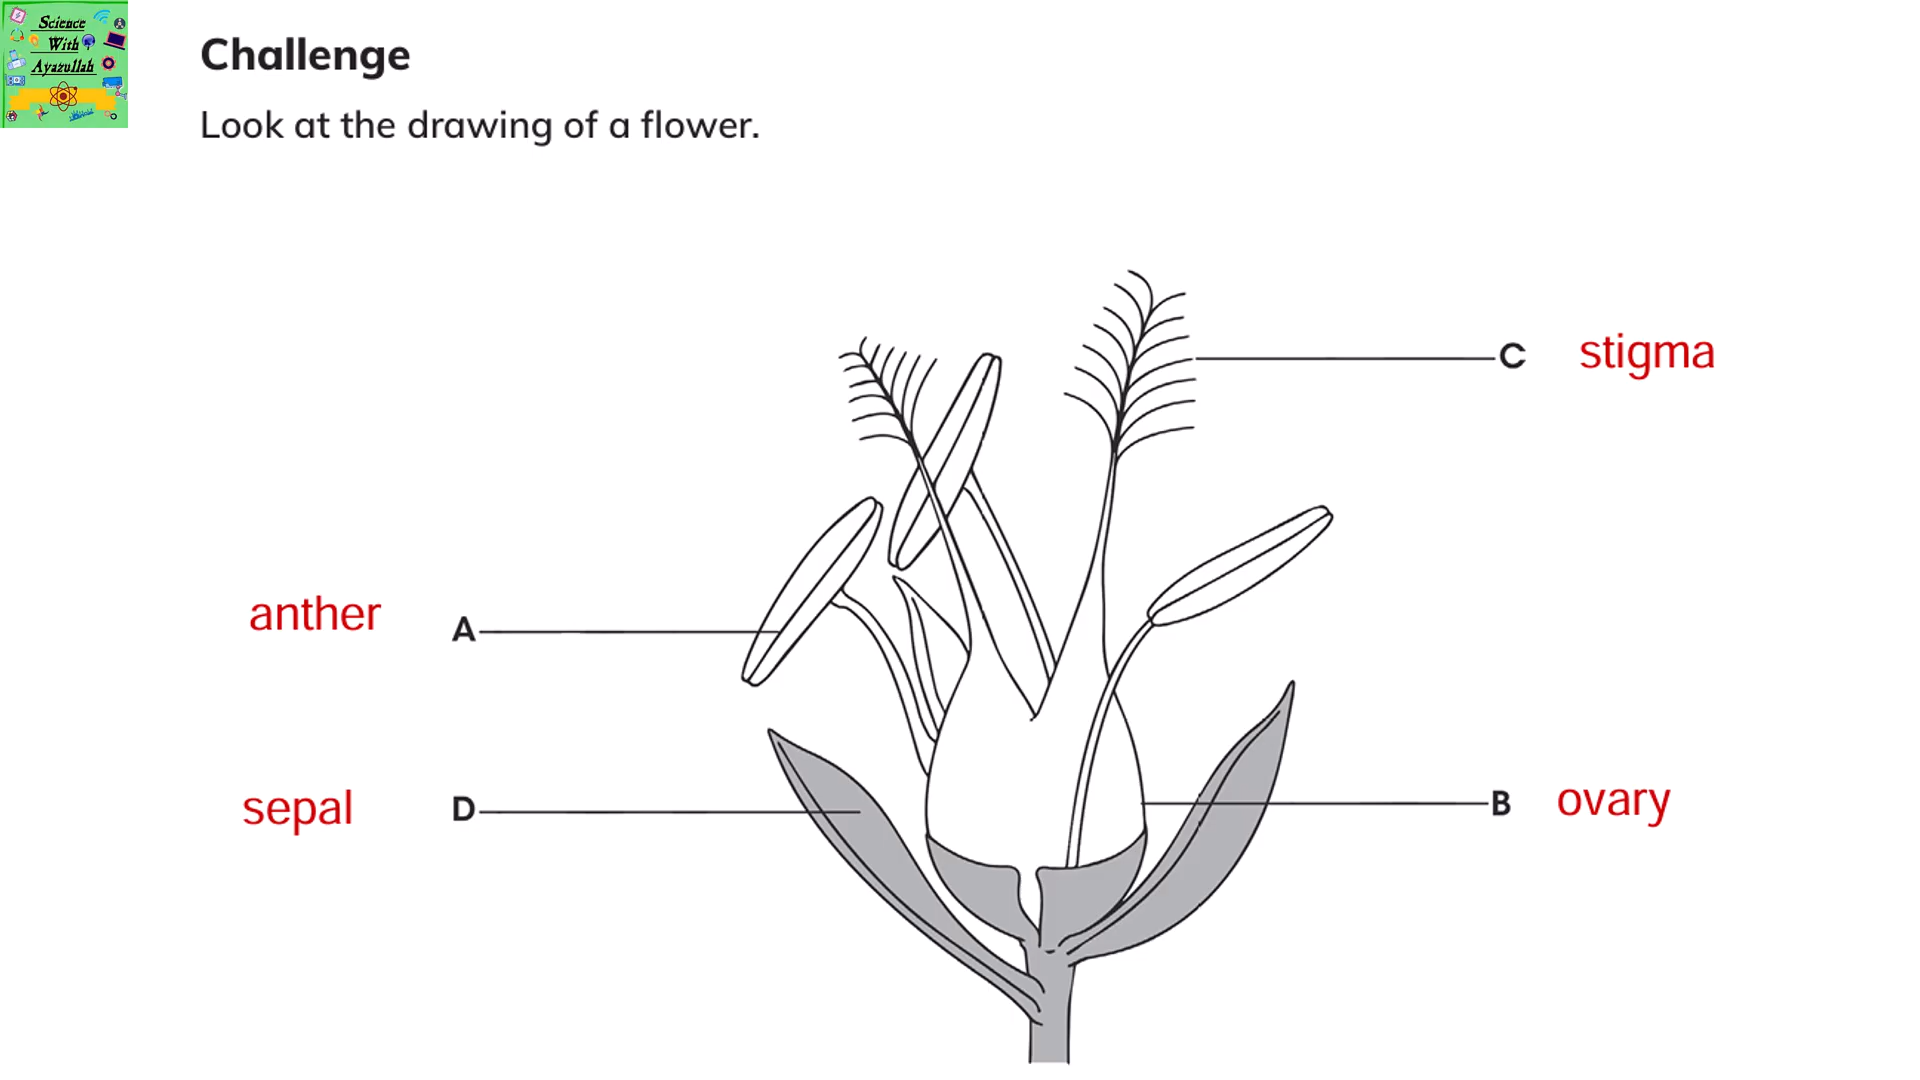 Science
With
Ayazullah
Challenge
Look at the drawing of a flower.
C stigma
anther A
sepal D
B ovary